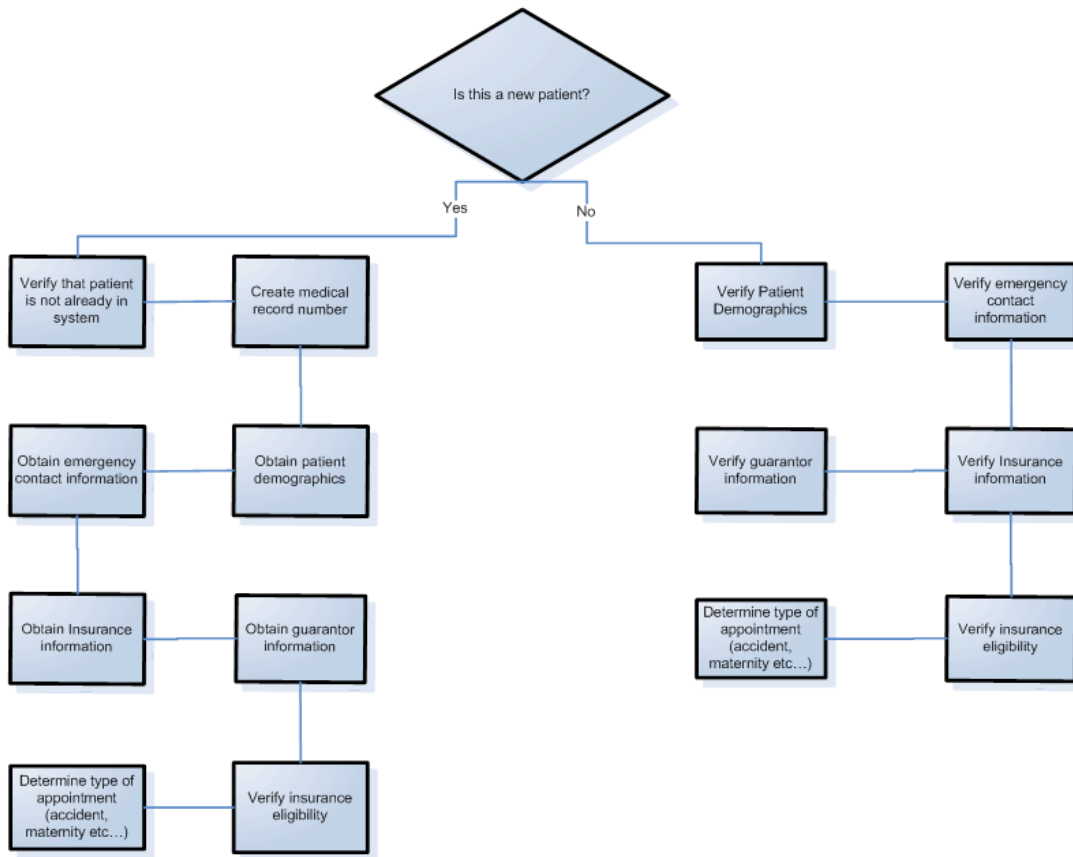 Is this a new patient?
Yes
No
Verify that patient
is not already in
system
Create medical
record number
Verify Patient
Demographics
Verify emergency
contact
information
Obtain emergency
contact information
Obtain patient
demographics
Verify guarantor
information
Verify Insurance
information
Obtain Insurance
information
Obtain guarantor
information
Determine type of
appointment
(accident,
maternity etc...)
Verify insurance
eligibility
Determine type of
appointment
(accident,
maternity etc...)
Verify insurance
eligibility